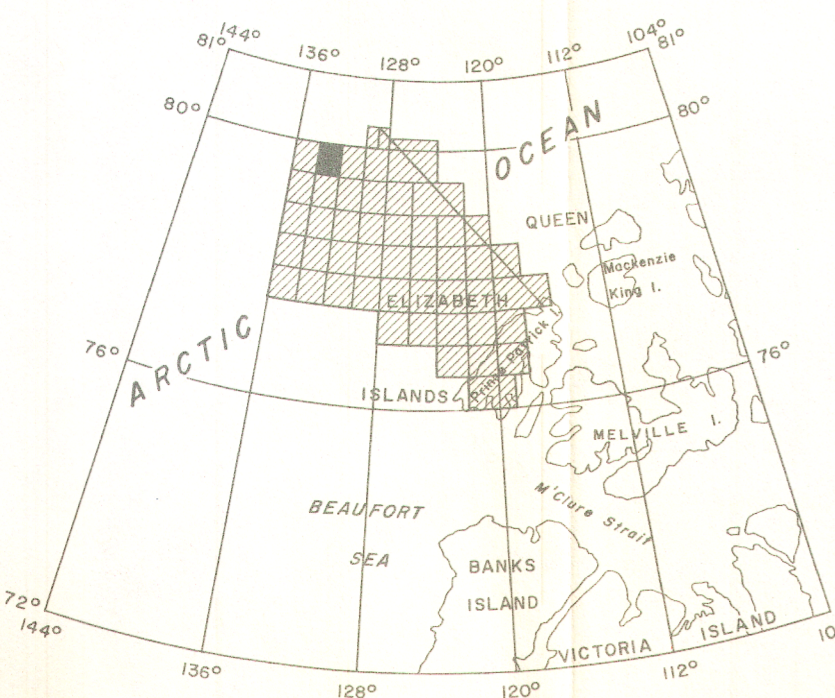 144° 136° 128° 120° 112° 104°
81° 81°
80° 80°
OCEAN
QUEEN
Mackenzie
King I.
ELIZABETH
ARCTIC
Prince Patrick I.
76° 76°
ISLANDS
MELVILLE I.
M'Clure Strait
BEAUFORT
SEA
BANKS
ISLAND
VICTORIA ISLAND
72°
144° 136° 128° 120° 112°